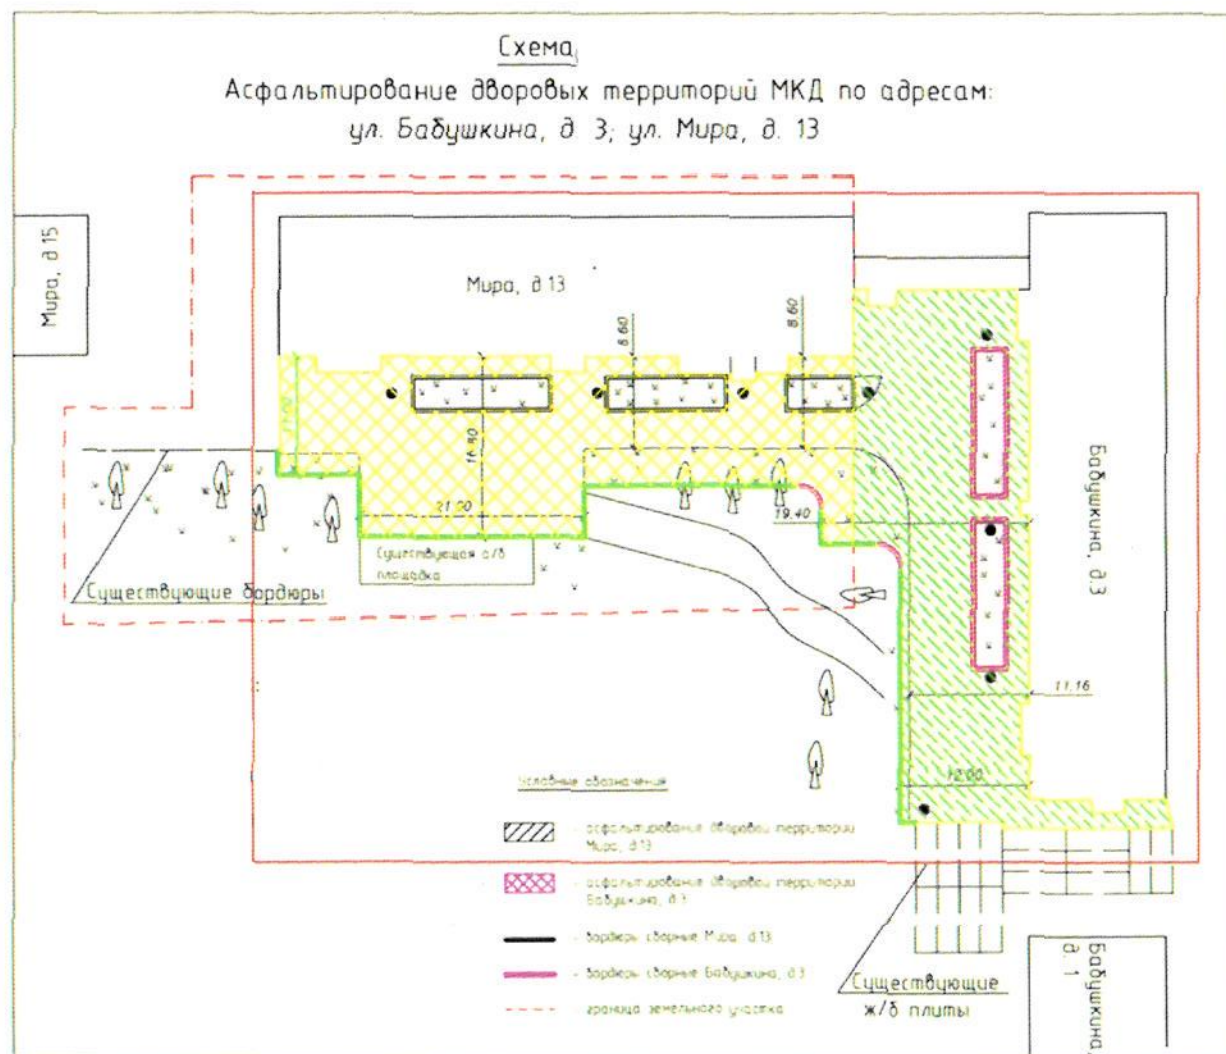 Схема
Асфальтирование дворовых территорий МКД по адресам:
ул. Бабушкина, д 3; ул. Мира, д. 13
Мира, д 15
Мира, д.13
8.60
8.60
16.80
21.20
19.40
Бабушкина, д.3
Существующая а/б
площадка
Существующие бордюры
11.16
12.00
Условные обозначения
- асфальтирование дворовой территории
Мира, д.13
- асфальтирование дворовой территории
Бабушкина, д.3
- бордюры сборные Мира, д.13
- бордюры сборные Бабушкина, д.3
- граница земельного участка
Существующие
ж/б плиты
Бабушкина,
д. 1